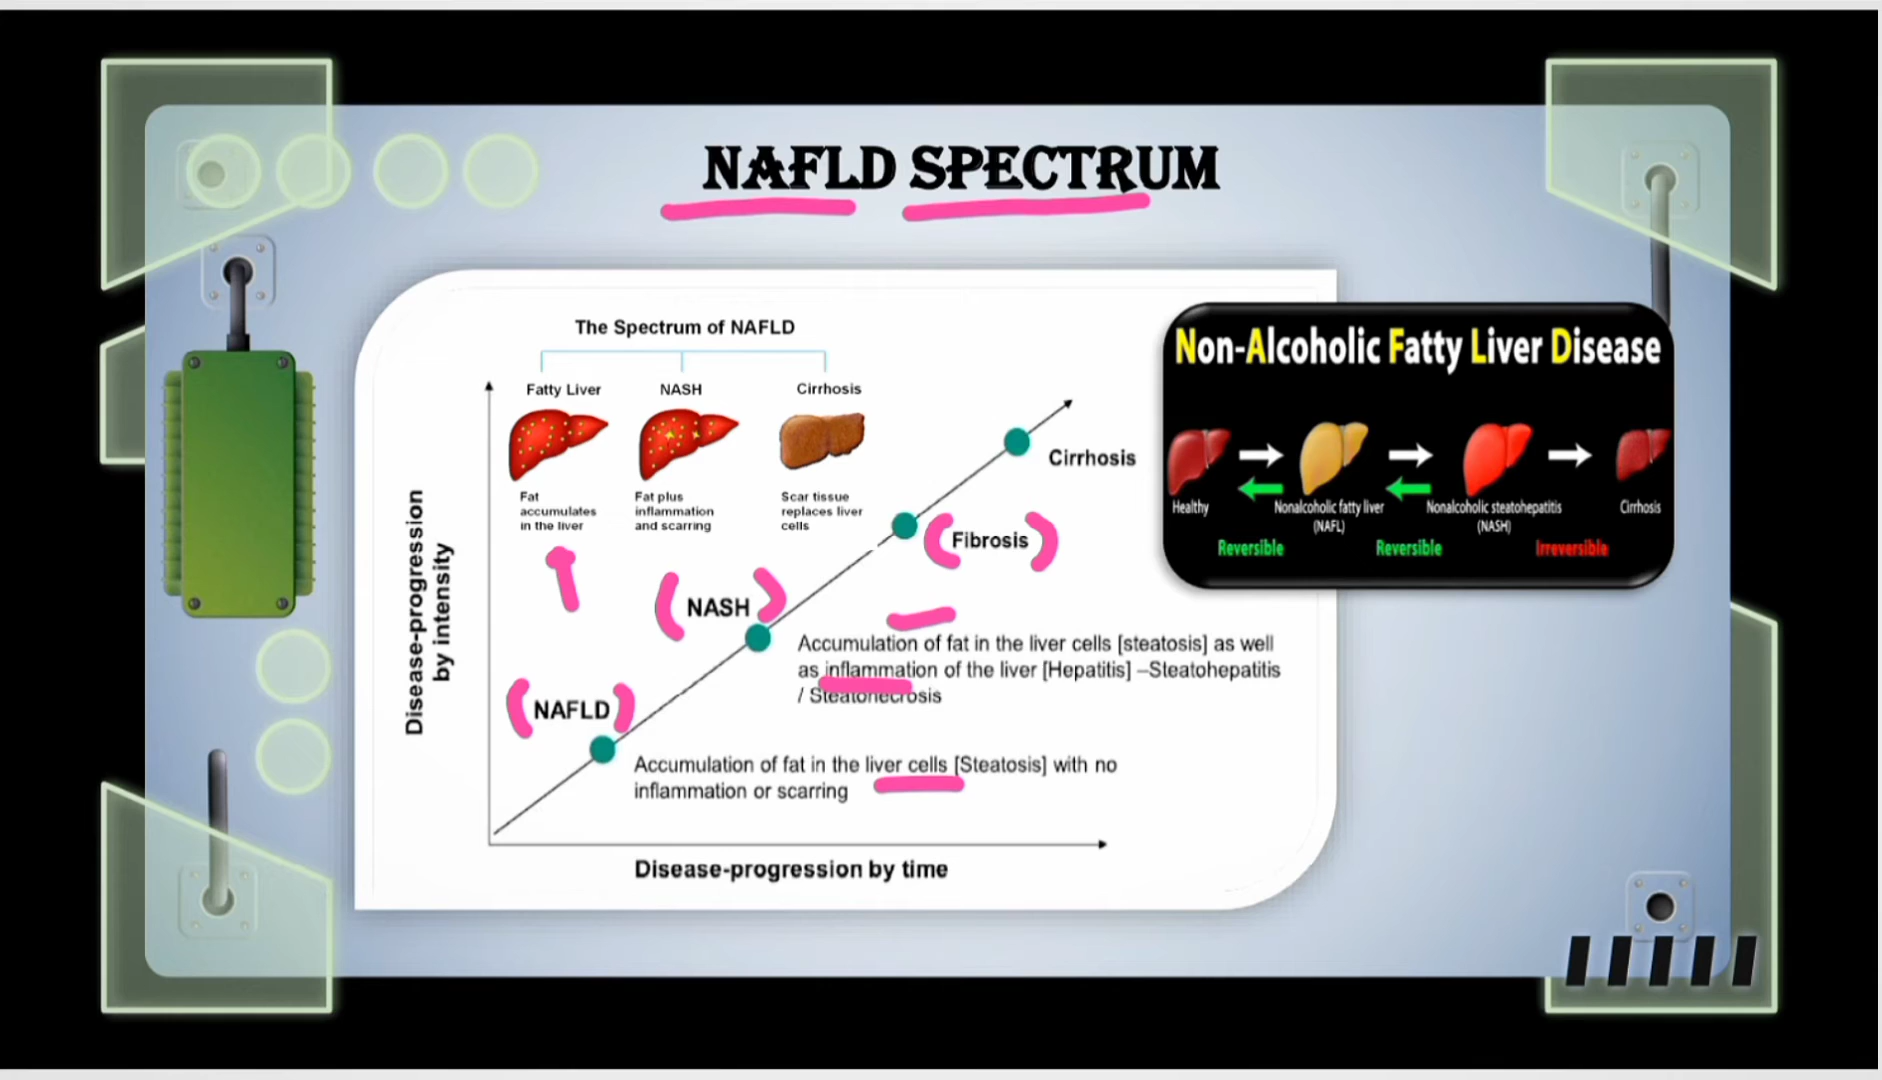 NAFLD SPECTRUM
The Spectrum of NAFLD
Fatty Liver
NASH
Cirrhosis
Fat
accumulates
in the liver
Fat plus
inflammation
and scarring
Scar tissue
replaces liver
cells
Disease-progression
by intensity
Cirrhosis
(Fibrosis)
(NASH)
Accumulation of fat in the liver cells [steatosis] as well
as inflammation of the liver [Hepatitis] –Steatohepatitis
/ Steatonecrosis
(NAFLD)
Accumulation of fat in the liver cells [Steatosis] with no
inflammation or scarring
Disease-progression by time
Non-Alcoholic Fatty Liver Disease
Healthy
Nonalcoholic fatty liver
(NAFL)
Nonalcoholic steatohepatitis
(NASH)
Cirrhosis
Reversible
Reversible
Irreversible